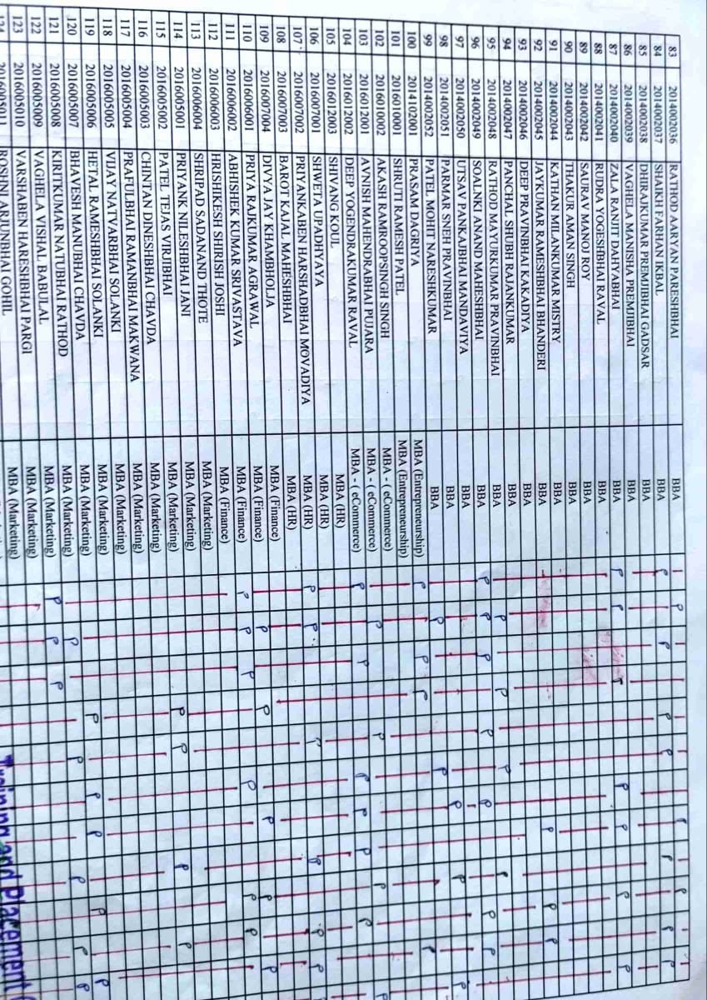 83 2014002036 RATHOD AARYAN PARESHBHAI BBA
84 2014002037 SHAIKH FARHAN IKBAL BBA
85 2014002038 DHIRAJKUMAR PREMJIBHAI GADSAR BBA
86 2014002039 VAGHELA MANISHA PREMJIBHAI BBA
87 2014002040 ZALA RANJIT DAHYABHAI BBA
88 2014002041 RUDRA YOGESHBHAI RAVAL BBA
89 2014002042 SAURAV MANOJ ROY BBA
90 2014002043 THAKUR AMAN SINGH BBA
91 2014002044 KATHAN MILANKUMAR MISTRY BBA
92 2014002045 JAYKUMAR RAMESHBHAI BHANDERI BBA
93 2014002046 DEEP PRAVINBHAI KAKADIYA BBA
94 2014002047 PANCHAL SHUBH RAJANKUMAR BBA
95 2014002048 RATHOD MAYURKUMAR PRAVINBHAI BBA
96 2014002049 SOALNKI ANAND MAHESHBHAI BBA
97 2014002050 UTSAV PANKAJBHAI MANDAVIYA BBA
98 2014002051 PARMAR SNEH PRAVINBHAI BBA
99 2014002052 PATEL MOHIT NARESHKUMAR BBA
100 2014102001 PRASAM DAGRIYA BBA
101 2016010001 SHRUTI RAMESH PATEL MBA (Entrepreneurship)
102 2016010002 AKASH RAMROOPSINGH SINGH MBA (Entrepreneurship)
103 2016012001 AVNISH MAHENDRABHAI PUJARA MBA - ( eCommerce)
104 2016012002 DEEP YOGENDRAKUMAR RAVAL MBA - ( eCommerce)
105 2016012003 SHIVANG KOUL MBA - ( eCommerce)
106 2016007001 SHWETA UPADHYAYA MBA (HR)
107 2016007002 PRIYANKABEN HARSHADBHAI MOVADIYA MBA (HR)
108 2016007003 BAROT KAJAL MAHESHBHAI MBA (HR)
109 2016007004 DIVYA JAY KHAMBHOLJA MBA (HR)
110 2016006001 PRIYA RAJKUMAR AGRAWAL MBA (Finance)
111 2016006002 ABHISHEK KUMAR SRIVASTAVA MBA (Finance)
112 2016006003 HRISHIKESH SHIRISH JOSHI MBA (Finance)
113 2016006004 SHRIPAD SADANAND THOTE MBA (Finance)
114 2016005001 PRIYANK NILESHBHAI JANI MBA (Marketing)
115 2016005002 PATEL TEJAS VIRJIBHAI MBA (Marketing)
116 2016005003 CHINTAN DINESHBHAI CHAVDA MBA (Marketing)
117 2016005004 PRAFULBHAI RAMANBHAI MAKWANA MBA (Marketing)
118 2016005005 VIJAY NATVARBHAI SOLANKI MBA (Marketing)
119 2016005006 HETAL RAMESHBHAI SOLANKI MBA (Marketing)
120 2016005007 BHAVESH MANUBHAI CHAVDA MBA (Marketing)
121 2016005008 KIRITKUMAR NATUBHAI RATHOD MBA (Marketing)
122 2016005009 VAGHELA VISHAL BABULAL MBA (Marketing)
123 2016005010 VARSHABEN HARESHBHAI PARGI MBA (Marketing)
124 2016005011 ROSHNI ARJUNBHAI GOHIL MBA (Marketing)
Training and Placement